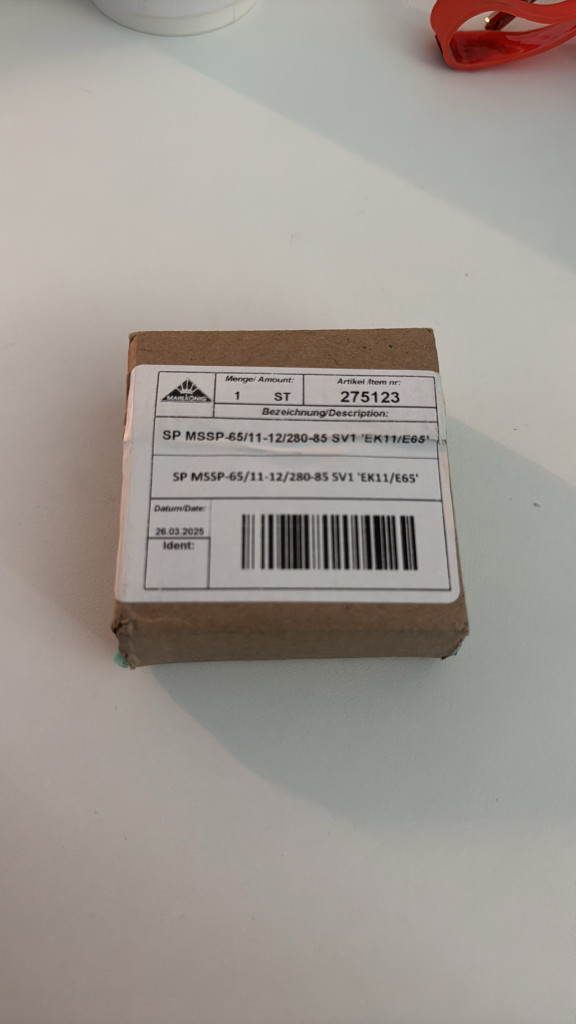 MAHLKÖNIG
Menge/ Amount:
1 ST
Artikel /Item nr:
275123
Bezeichnung/Description:
SP MSSP-65/11-12/280-85 SV1 'EK11/E65'
SP MSSP-65/11-12/280-85 SV1 'EK11/E65'
Datum/Date:
26.03.2025
Ident: